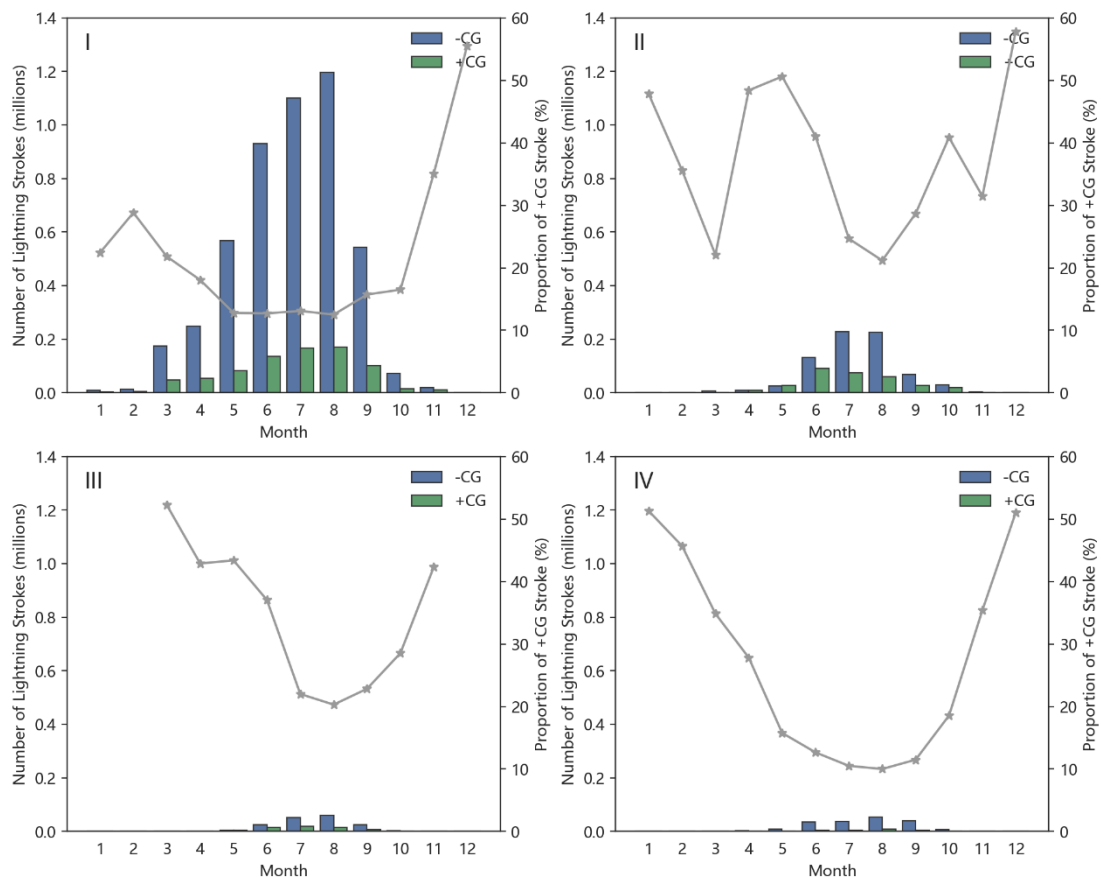 I
-CG
+CG
Number of Lightning Strokes (millions)
1.4
1.2
1.0
0.8
0.6
0.4
0.2
0.0
60
50
40
30
20
10
0
Proportion of +CG Stroke (%)
1 2 3 4 5 6 7 8 9 10 11 12
Month
II
-CG
+CG
Number of Lightning Strokes (millions)
1.4
1.2
1.0
0.8
0.6
0.4
0.2
0.0
60
50
40
30
20
10
0
Proportion of +CG Stroke (%)
1 2 3 4 5 6 7 8 9 10 11 12
Month
III
-CG
+CG
Number of Lightning Strokes (millions)
1.4
1.2
1.0
0.8
0.6
0.4
0.2
0.0
60
50
40
30
20
10
0
Proportion of +CG Stroke (%)
1 2 3 4 5 6 7 8 9 10 11 12
Month
IV
-CG
+CG
Number of Lightning Strokes (millions)
1.4
1.2
1.0
0.8
0.6
0.4
0.2
0.0
60
50
40
30
20
10
0
Proportion of +CG Stroke (%)
1 2 3 4 5 6 7 8 9 10 11 12
Month